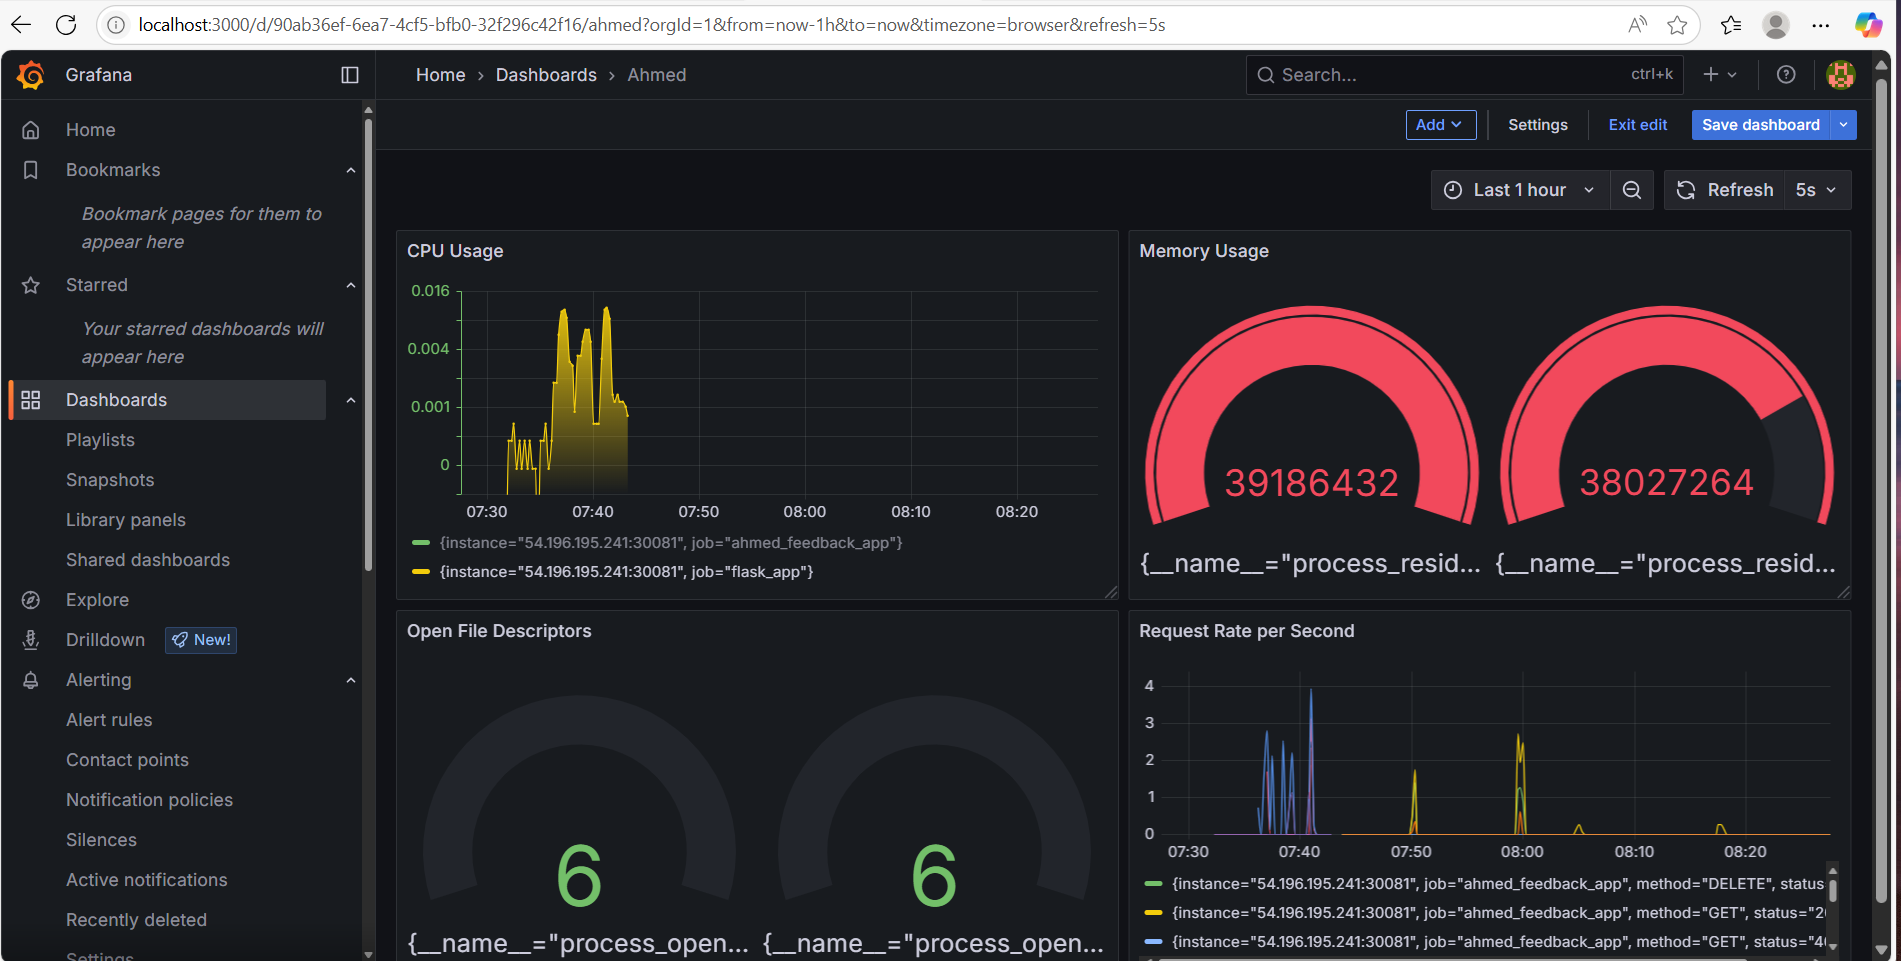 localhost:3000/d/90ab36ef-6ea7-4cf5-bfb0-32f296c42f16/ahmed?orgId=1&from=now-1h&to=now&timezone=browser&refresh=5s
Grafana
Home › Dashboards › Ahmed
Search... ctrl+k
Add Settings Exit edit Save dashboard
Last 1 hour Refresh 5s
Home
Bookmarks
Bookmark pages for them to
appear here
Starred
Your starred dashboards will
appear here
Dashboards
Playlists
Snapshots
Library panels
Shared dashboards
Explore
Drilldown New!
Alerting
Alert rules
Contact points
Notification policies
Silences
Active notifications
Recently deleted
Settings
CPU Usage
0.016
0.004
0.001
0
07:30 07:40 07:50 08:00 08:10 08:20
{instance="54.196.195.241:30081", job="ahmed_feedback_app"}
{instance="54.196.195.241:30081", job="flask_app"}
Memory Usage
39186432 38027264
{__name__="process_resid... {__name__="process_resid...
Open File Descriptors
6 6
{__name__="process_open... {__name__="process_open...
Request Rate per Second
4
3
2
1
0
07:30 07:40 07:50 08:00 08:10 08:20
{instance="54.196.195.241:30081", job="ahmed_feedback_app", method="DELETE", status
{instance="54.196.195.241:30081", job="ahmed_feedback_app", method="GET", status="20
{instance="54.196.195.241:30081", job="ahmed_feedback_app", method="GET", status="40